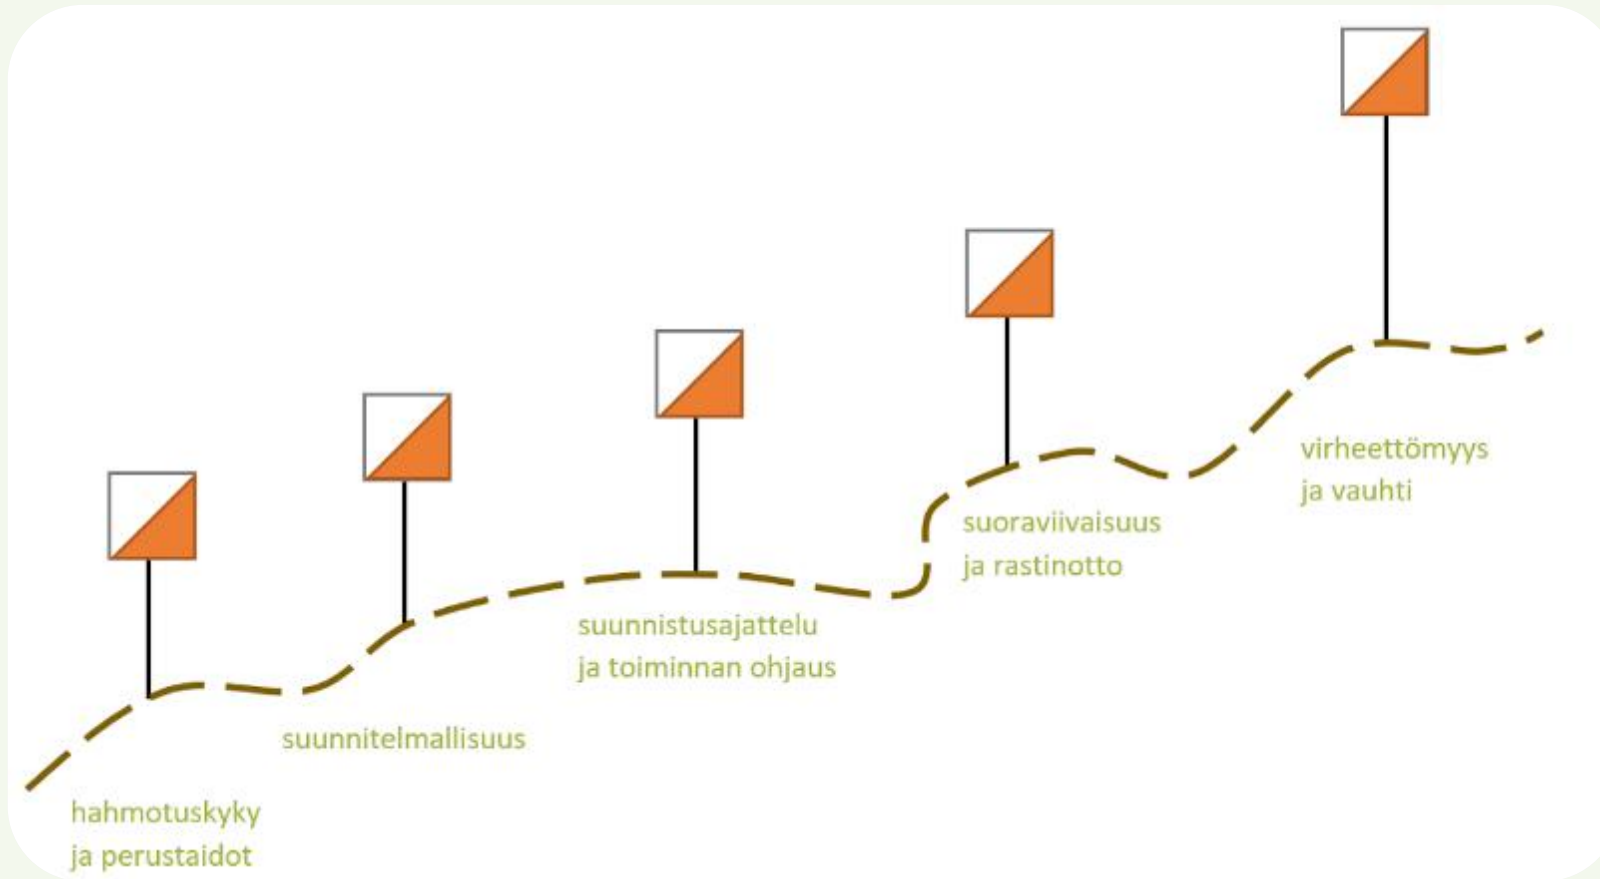 hahmotuskyky
ja perustaidot
suunnitelmallisuus
suunnistusajattelu
ja toiminnan ohjaus
suoraviivaisuus
ja rastinotto
virheettömyys
ja vauhti